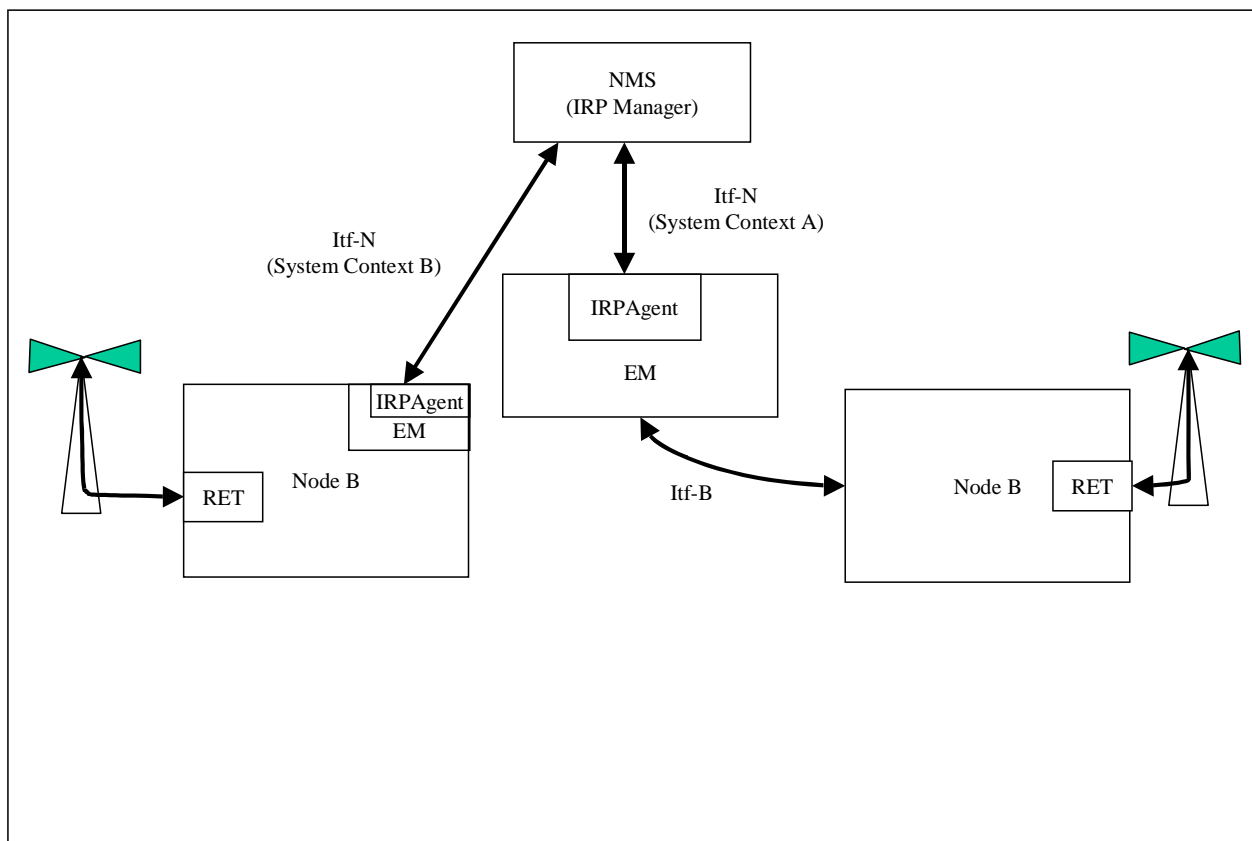 NMS
(IRP Manager)
Itf-N
(System Context A)
Itf-N
(System Context B)
IRPAgent
EM
IRPAgent
EM
Node B
RET
Itf-B
Node B
RET